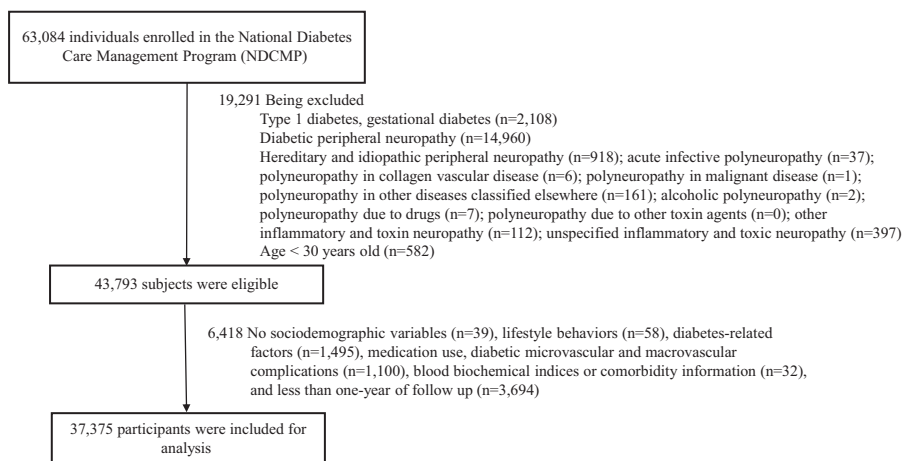 63,084 individuals enrolled in the National Diabetes
Care Management Program (NDCMP)
19,291 Being excluded
Type 1 diabetes, gestational diabetes (n=2,108)
Diabetic peripheral neuropathy (n=14,960)
Hereditary and idiopathic peripheral neuropathy (n=918); acute infective polyneuropathy (n=37);
polyneuropathy in collagen vascular disease (n=6); polyneuropathy in malignant disease (n=1);
polyneuropathy in other diseases classified elsewhere (n=161); alcoholic polyneuropathy (n=2);
polyneuropathy due to drugs (n=7); polyneuropathy due to other toxin agents (n=0); other
inflammatory and toxin neuropathy (n=112); unspecified inflammatory and toxic neuropathy (n=397)
Age < 30 years old (n=582)
43,793 subjects were eligible
6,418 No sociodemographic variables (n=39), lifestyle behaviors (n=58), diabetes-related
factors (n=1,495), medication use, diabetic microvascular and macrovascular
complications (n=1,100), blood biochemical indices or comorbidity information (n=32),
and less than one-year of follow up (n=3,694)
37,375 participants were included for
analysis